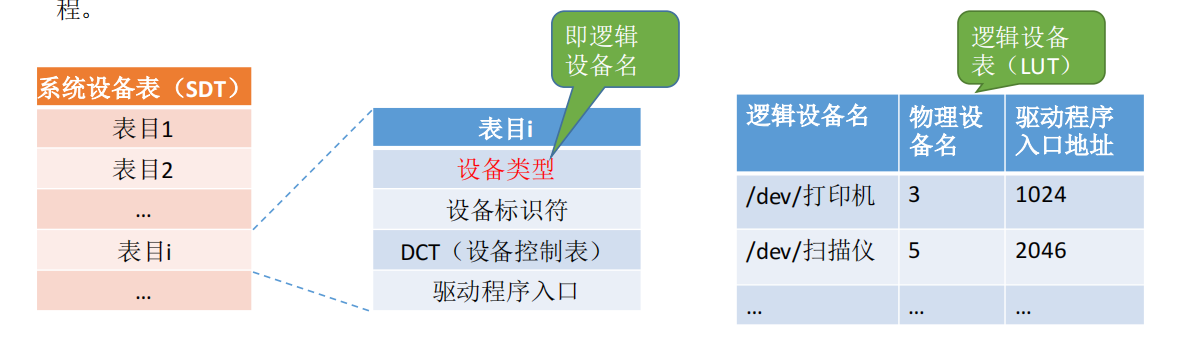 程。
即逻辑
设备名
逻辑设备
表（LUT）
系统设备表（SDT）
表目1
表目2
…
表目i
…
表目i
设备类型
设备标识符
DCT（设备控制表）
驱动程序入口
逻辑设备名 物理设 驱动程序
备名 入口地址
/dev/打印机 3 1024
/dev/扫描仪 5 2046
… … …